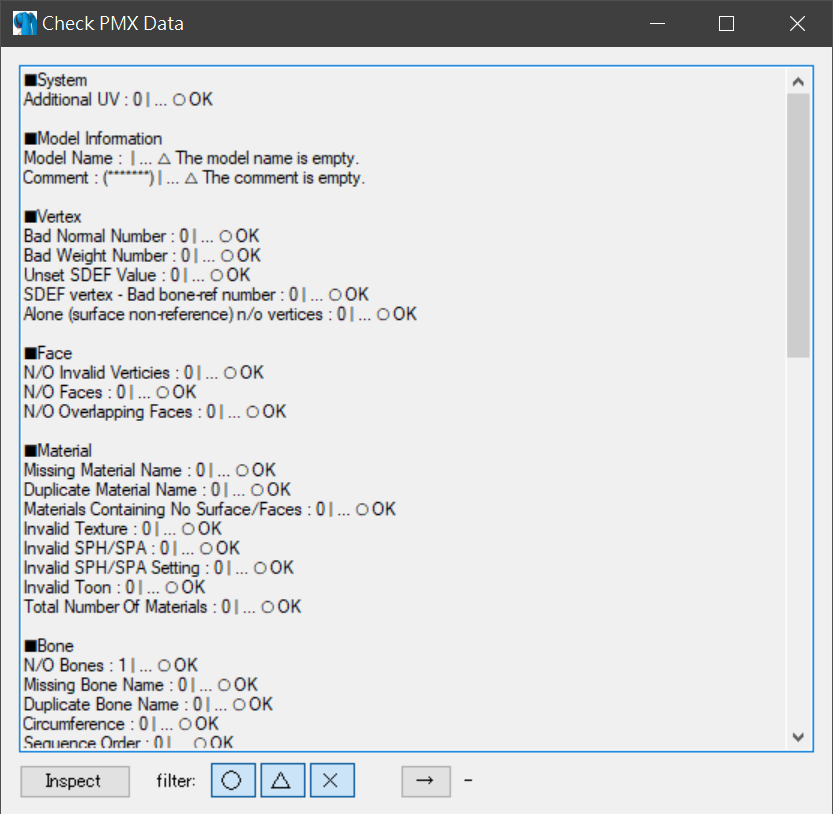 Check PMX Data
■System
Additional UV : 0 | ... ○ OK
■Model Information
Model Name :  | ... △ The model name is empty.
Comment : (*******) | ... △ The comment is empty.
■Vertex
Bad Normal Number : 0 | ... ○ OK
Bad Weight Number : 0 | ... ○ OK
Unset SDEF Value : 0 | ... ○ OK
SDEF vertex - Bad bone-ref number : 0 | ... ○ OK
Alone (surface non-reference) n/o vertices : 0 | ... ○ OK
■Face
N/O Invalid Verticies : 0 | ... ○ OK
N/O Faces : 0 | ... ○ OK
N/O Overlapping Faces : 0 | ... ○ OK
■Material
Missing Material Name : 0 | ... ○ OK
Duplicate Material Name : 0 | ... ○ OK
Materials Containing No Surface/Faces : 0 | ... ○ OK
Invalid Texture : 0 | ... ○ OK
Invalid SPH/SPA : 0 | ... ○ OK
Invalid SPH/SPA Setting : 0 | ... ○ OK
Invalid Toon : 0 | ... ○ OK
Total Number Of Materials : 0 | ... ○ OK
■Bone
N/O Bones : 1 | ... ○ OK
Missing Bone Name : 0 | ... ○ OK
Duplicate Bone Name : 0 | ... ○ OK
Circumference : 0 | ... ○ OK
Sequence Order : 0 | ... ○ OK
Inspect filter: ○ △ × → -